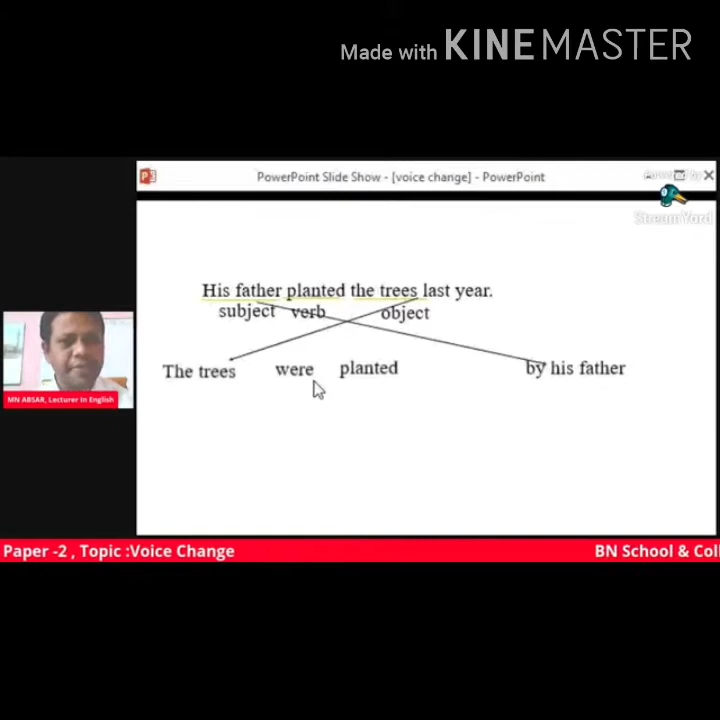 Made with KINEMASTER
PowerPoint Slide Show - [voice change] - PowerPoint
StreamYard
His father planted the trees last year.
subject verb object
The trees were planted by his father
MN ABSAR, Lecturer in English
Paper -2 , Topic :Voice Change BN School & Coll